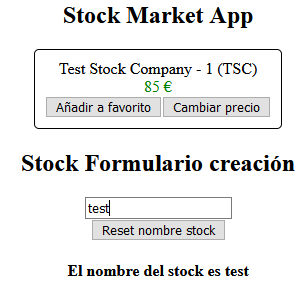 Stock Market App
Test Stock Company - 1 (TSC)
85 €
Añadir a favorito Cambiar precio
Stock Formulario creación
test
Reset nombre stock
El nombre del stock es test